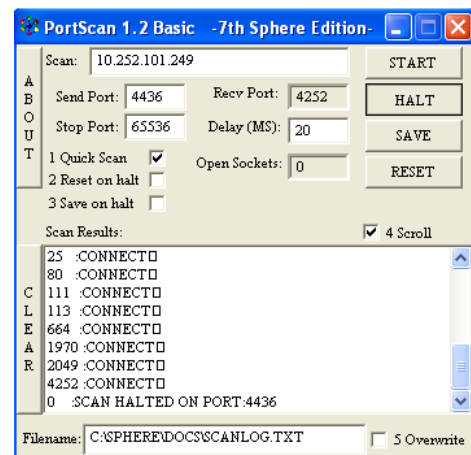 PortScan 1.2 Basic -7th Sphere Edition-
ABOUT
Scan: 10.252.101.249
START
Send Port: 4436
Recv Port: 4252
HALT
Stop Port: 65536
Delay (MS): 20
SAVE
1 Quick Scan
Open Sockets: 0
RESET
2 Reset on halt
3 Save on halt
Scan Results:
4 Scroll
CLEAR
25 :CONNECT
80 :CONNECT
111 :CONNECT
113 :CONNECT
664 :CONNECT
1970 :CONNECT
2049 :CONNECT
4252 :CONNECT
0 :SCAN HALTED ON PORT:4436
Filename: C:\SPHERE\DOCS\SCANLOG.TXT
5 Overwrite